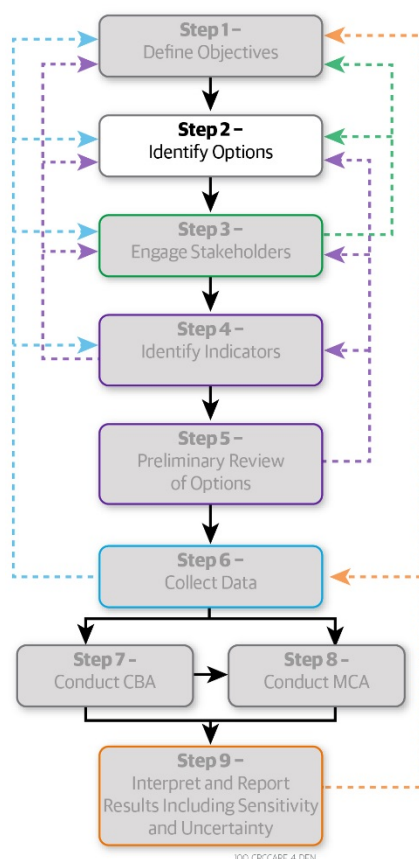 Step 1 –
Define Objectives
Step 2 –
Identify Options
Step 3 –
Engage Stakeholders
Step 4 –
Identify Indicators
Step 5 –
Preliminary Review
of Options
Step 6 –
Collect Data
Step 7 –
Conduct CBA
Step 8 –
Conduct MCA
Step 9 –
Interpret and Report
Results Including Sensitivity
and Uncertainty